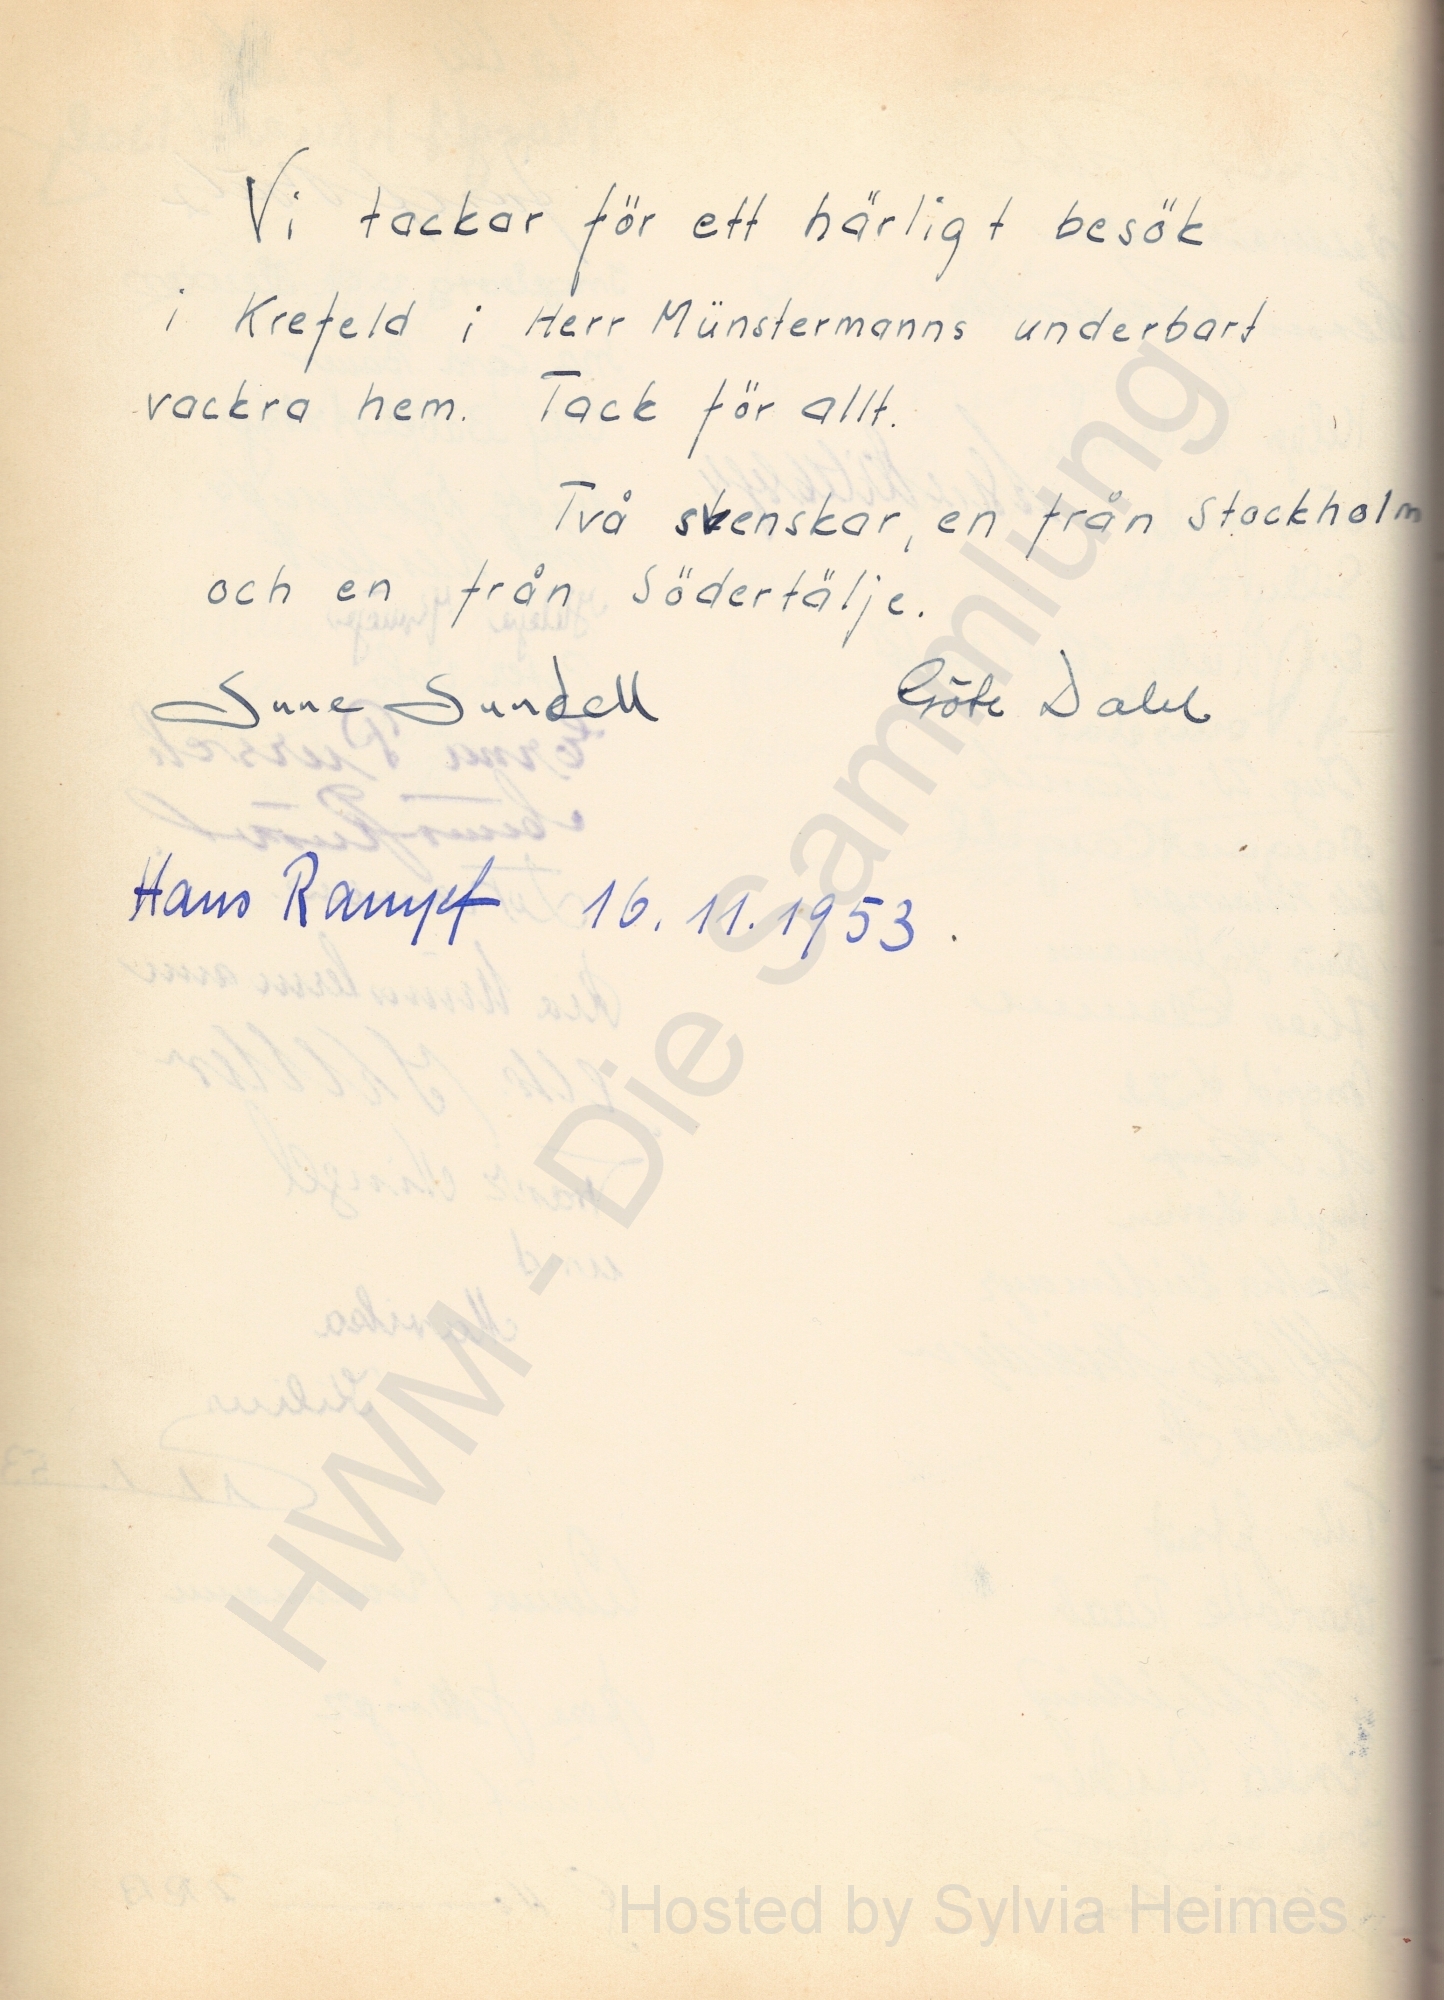 Vi tackar för ett härligt besök
i Krefeld i Herr Münstermanns underbart
vackra hem. Tack för allt.
Två svenskar, en från Stockholm
och en från Södertälje.
Sune Sundell Göte Dahl
Hans Rampf 16.11.1953.
HWM - Die Sammlung
Hosted by Sylvia Heimes